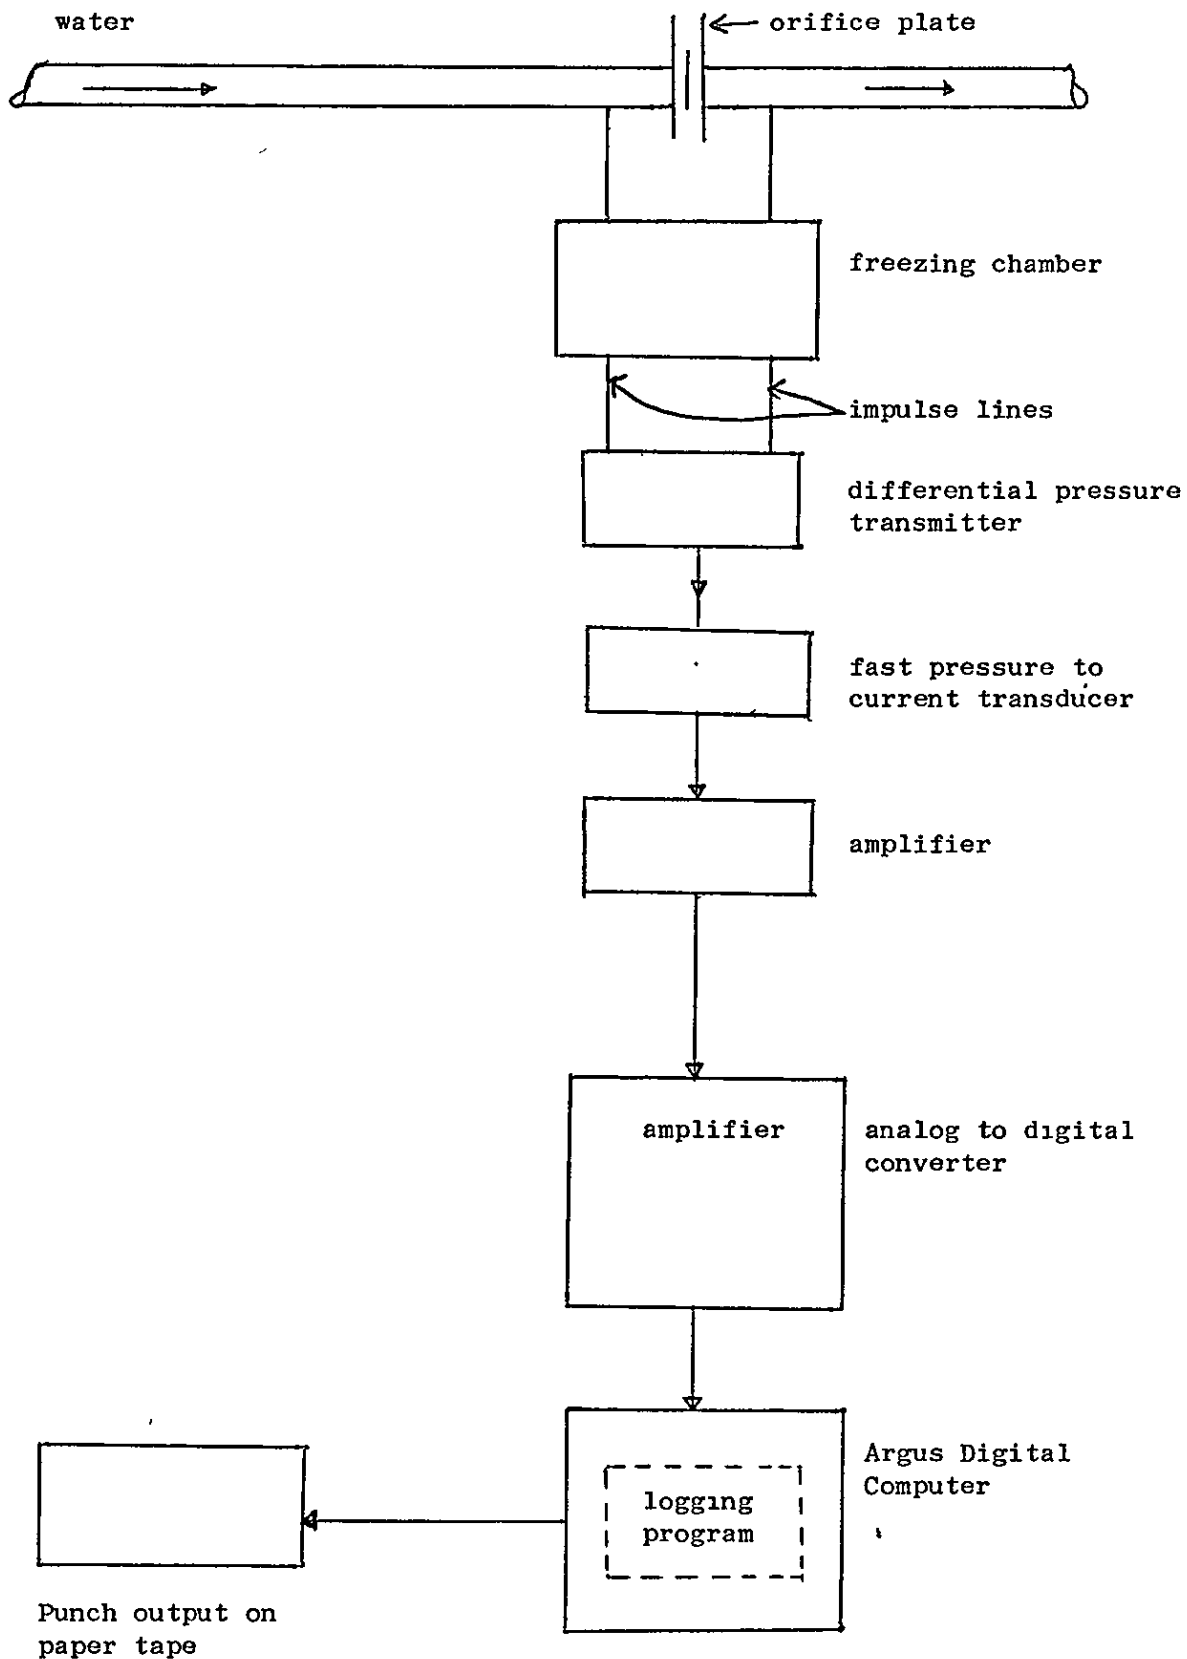 water
orifice plate
freezing chamber
impulse lines
differential pressure
transmitter
fast pressure to
current transducer
amplifier
amplifier
analog to digital
converter
Argus Digital
Computer
logging
program
Punch output on
paper tape